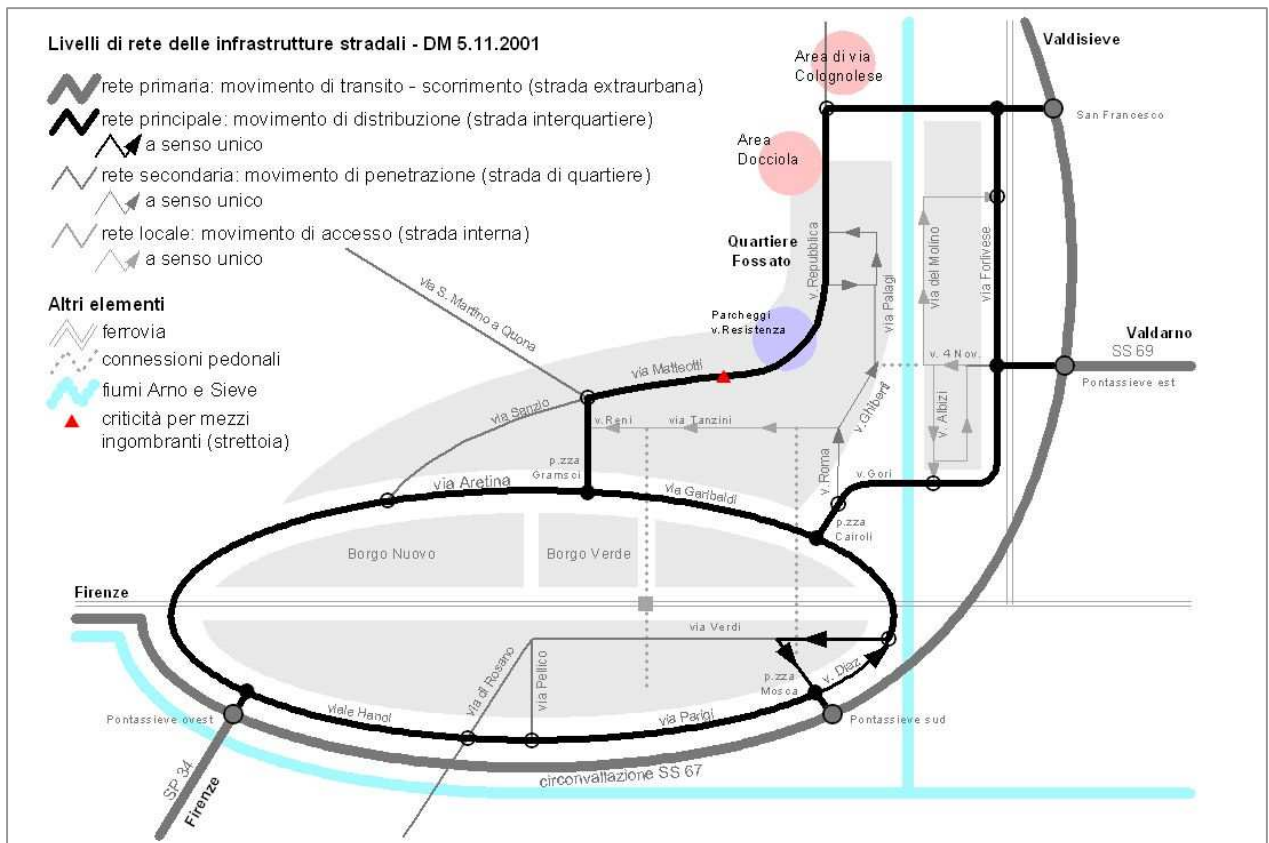 Livelli di rete delle infrastrutture stradali - DM 5.11.2001
rete primaria: movimento di transito - scorrimento (strada extraurbana)
rete principale: movimento di distribuzione (strada interquartiere)
a senso unico
rete secondaria: movimento di penetrazione (strada di quartiere)
a senso unico
rete locale: movimento di accesso (strada interna)
a senso unico
Altri elementi
ferrovia
connessioni pedonali
fiumi Arno e Sieve
criticità per mezzi
ingombranti (strettoia)
Area di via
Colognolese
Valdisieve
San Francesco
Area
Docciola
Quartiere
Fossato
v. Repubblica
via Palagi
via del Molino
via Forlivese
Parcheggi
v.Resistenza
Valdarno
SS 69
Pontassieve est
v. 4 Nov.
v. Albizi
via S. Martino a Quona
via Matteotti
via Sanzio
v.Reni
via Tanzini
v.Ghiberti
v. Roma
v. Gori
p.zza
Gramsci
via Aretina
via Garibaldi
p.zza
Cairoli
Borgo Nuovo
Borgo Verde
Firenze
via Verdi
via di Rosano
via Pellico
p.zza
Mosca
v. Diaz
viale Hanoi
via Parigi
Pontassieve ovest
Pontassieve sud
circonvallazione SS 67
SP 34
Firenze